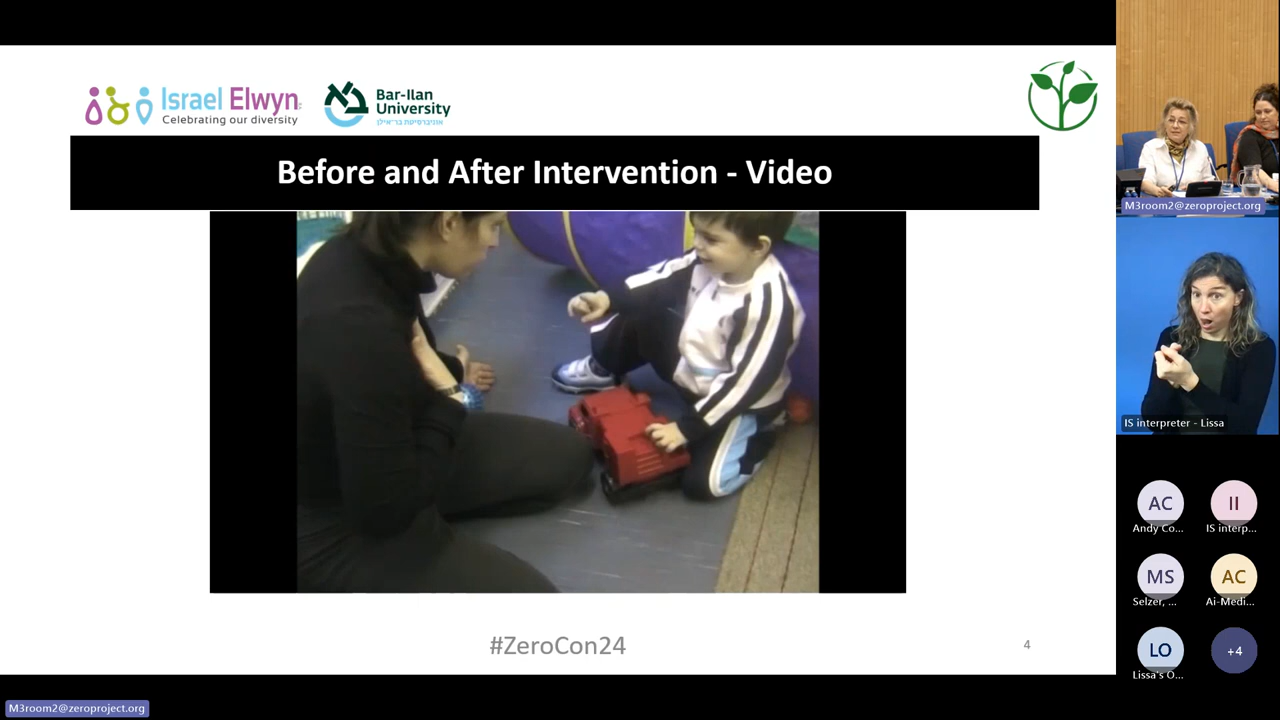 Israel Elwyn
Celebrating our diversity
Bar-Ilan
University
אוניברסיטת בר־אילן
Before and After Intervention - Video
#ZeroCon24
4
M3room2@zeroproject.org
IS interpreter - Lissa
AC
II
Andy Co...
IS interp...
MS
AC
Selzer, ...
Ai-Medi...
LO
+4
Lissa's O...
M3room2@zeroproject.org